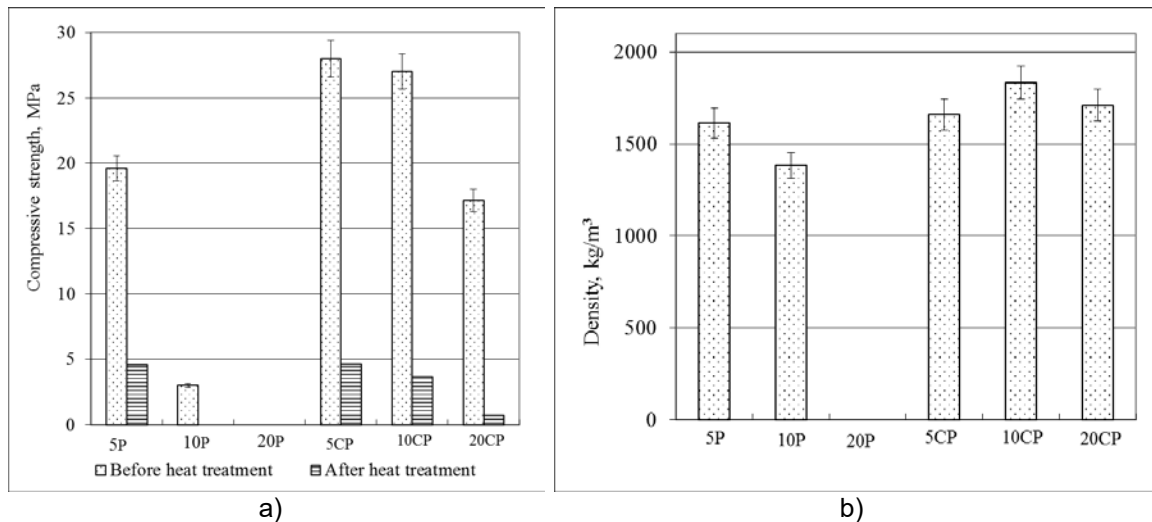 30
25
20
15
10
5
0
Compressive strength, MPa
5P 10P 20P 5CP 10CP 20CP
Before heat treatment After heat treatment
a)
2000
1500
1000
500
0
Density, kg/m³
5P 10P 20P 5CP 10CP 20CP
b)